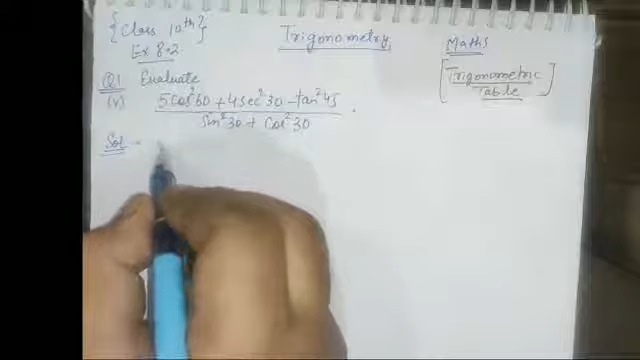 {Class 10th}
Ex 8.2
Trigonometry
Maths
[Trigonometric Table]
Q1 Evaluate
(v) 5cos²60 + 4sec²30 - tan²45
sin²30 + cos²30
Sol -